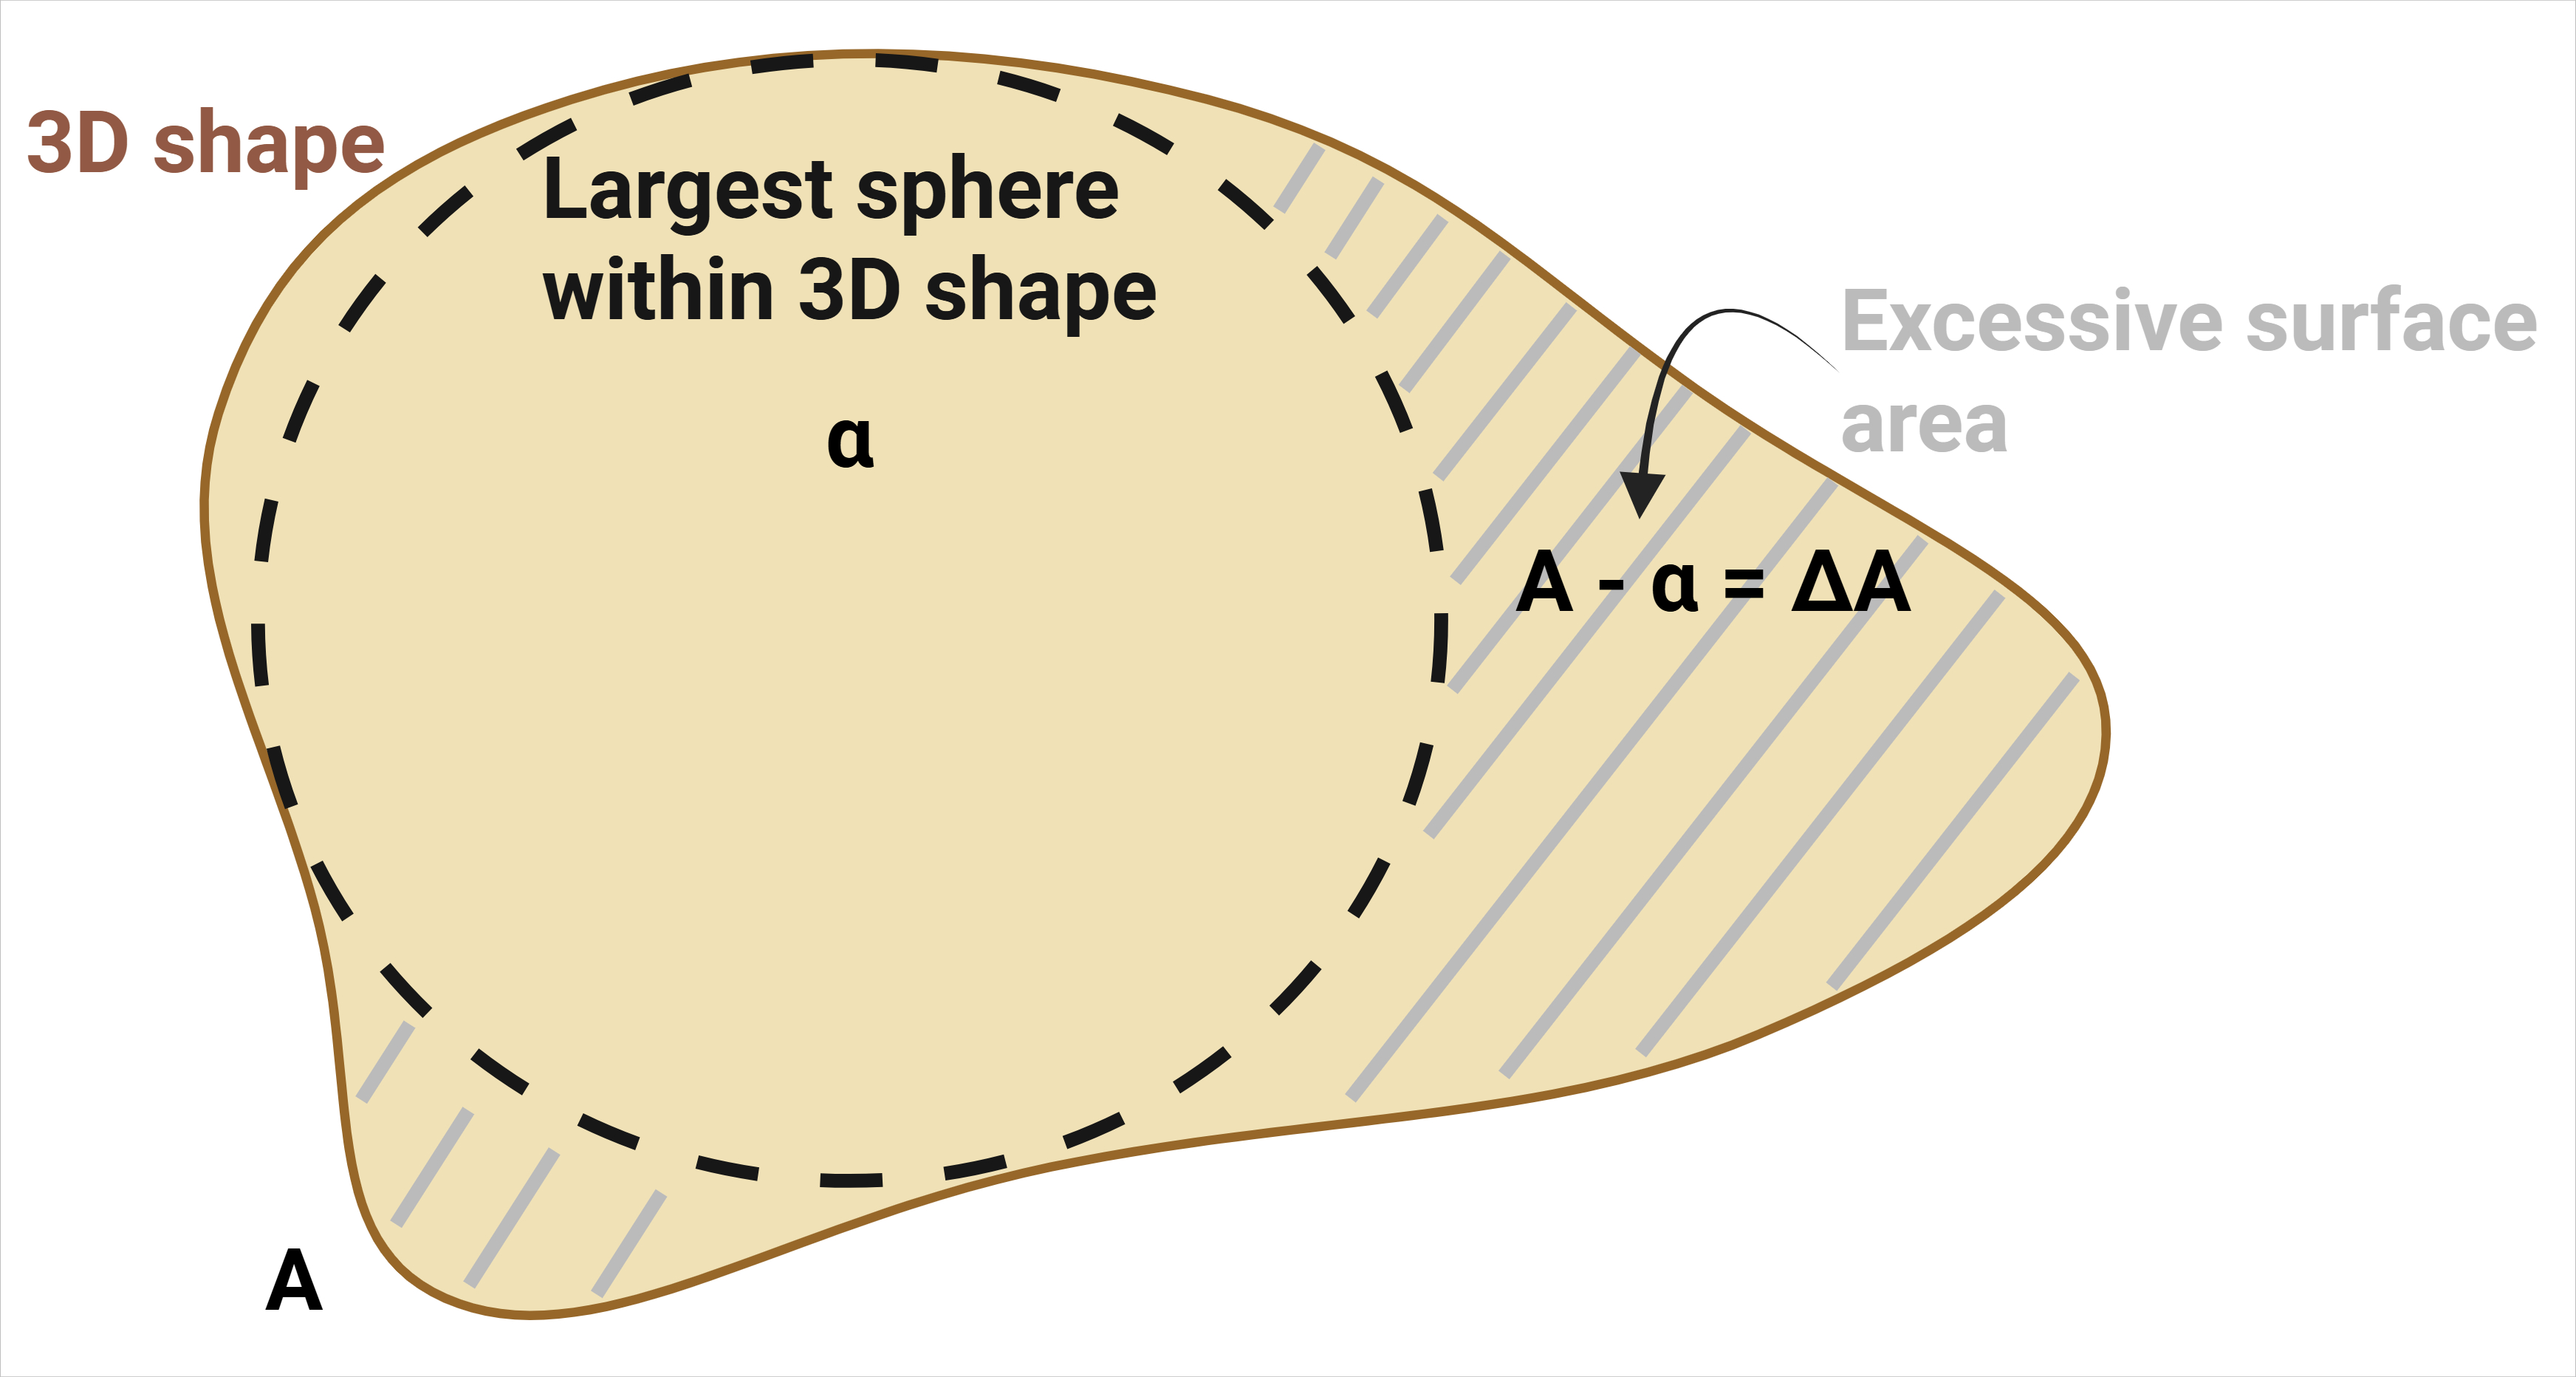 3D shape
Largest sphere
within 3D shape
α
Excessive surface
area
A - α = ΔA
A